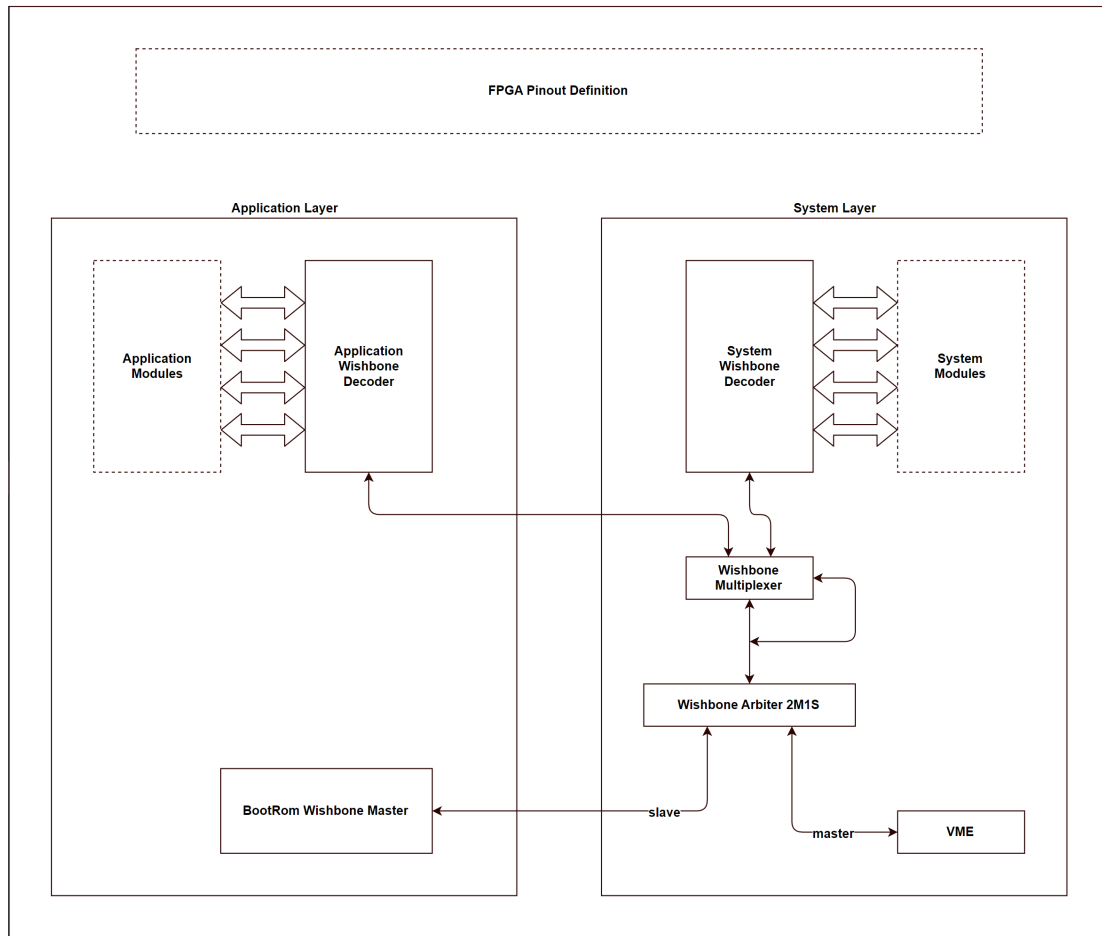 FPGA Pinout Definition
Application Layer
System Layer
Application
Modules
Application
Wishbone
Decoder
System
Wishbone
Decoder
System
Modules
Wishbone
Multiplexer
Wishbone Arbiter 2M1S
BootRom Wishbone Master
slave
master
VME